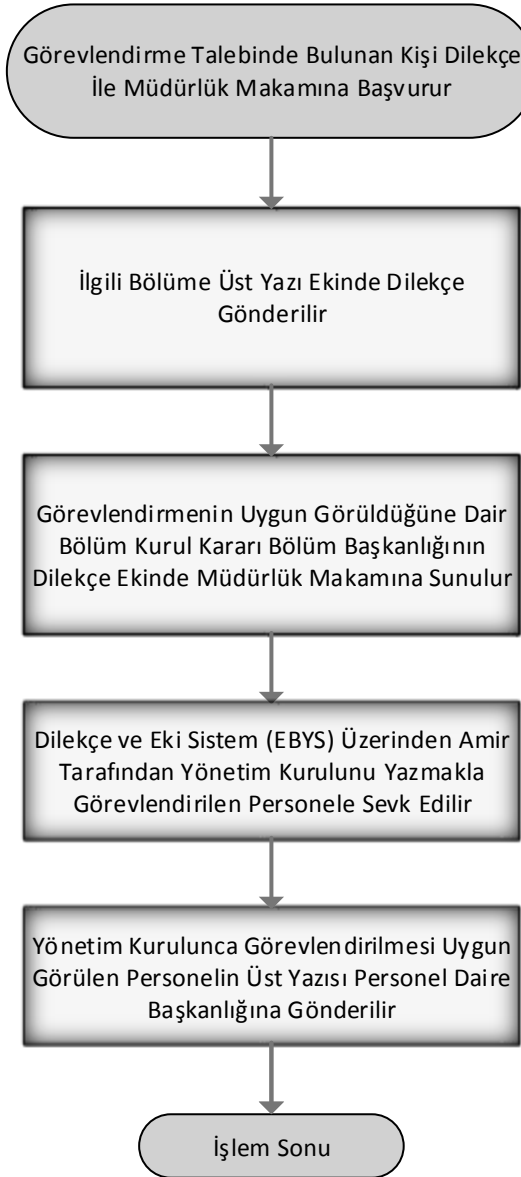 Görevlendirme Talebinde Bulunan Kişi Dilekçe
İle Müdürlük Makamına Başvurur
İlgili Bölüme Üst Yazı Ekinde Dilekçe
Gönderilir
Görevlendirmenin Uygun Görüldüğüne Dair
Bölüm Kurul Kararı Bölüm Başkanlığının
Dilekçe Ekinde Müdürlük Makamına Sunulur
Dilekçe ve Eki Sistem (EBYS) Üzerinden Amir
Tarafından Yönetim Kurulunu Yazmakla
Görevlendirilen Personele Sevk Edilir
Yönetim Kurulunca Görevlendirilmesi Uygun
Görülen Personelin Üst Yazısı Personel Daire
Başkanlığına Gönderilir
İşlem Sonu